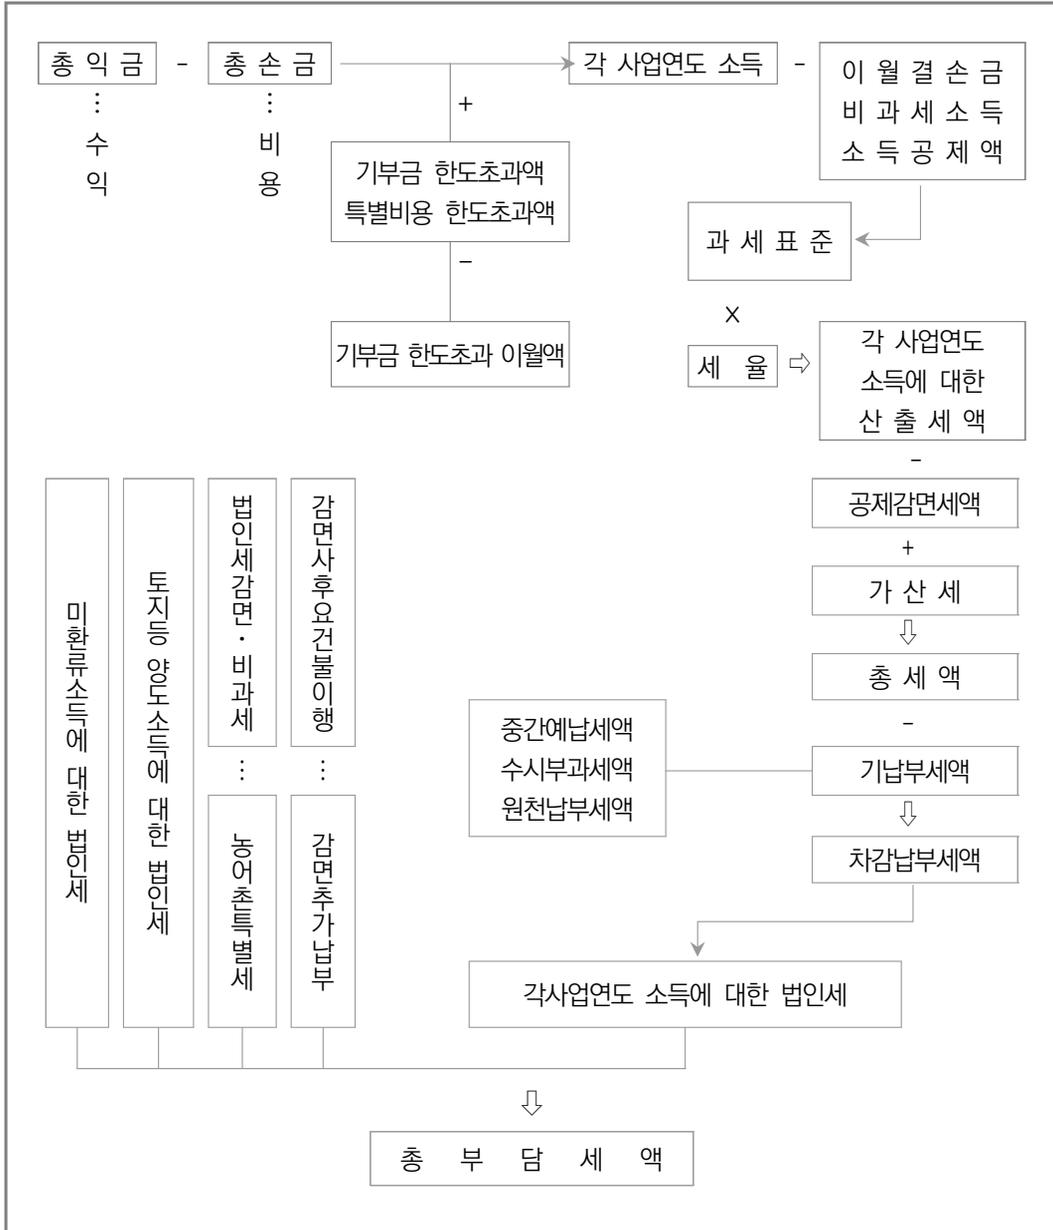 총 익 금 - 총 손 금 각 사업연도 소득 - 이 월 결 손 금
비 과 세 소 득
소 득 공 제 액
… 수 익
… 비 용
+
기부금 한도초과액
특별비용 한도초과액
-
기부금 한도초과 이월액
과 세 표 준
X
세 율 ⇨ 각 사업연도
소득에 대한
산 출 세 액
-
공제감면세액
+
가 산 세
⇩
총 세 액
-
기납부세액
중간예납세액
수시부과세액
원천납부세액
⇩
차감납부세액
각사업연도 소득에 대한 법인세
미환류소득에 대한 법인세
토지등 양도소득에 대한 법인세
법인세감면·비과세
…
농어촌특별세
감면사후요건불이행
…
감면추가납부
⇩
총 부 담 세 액